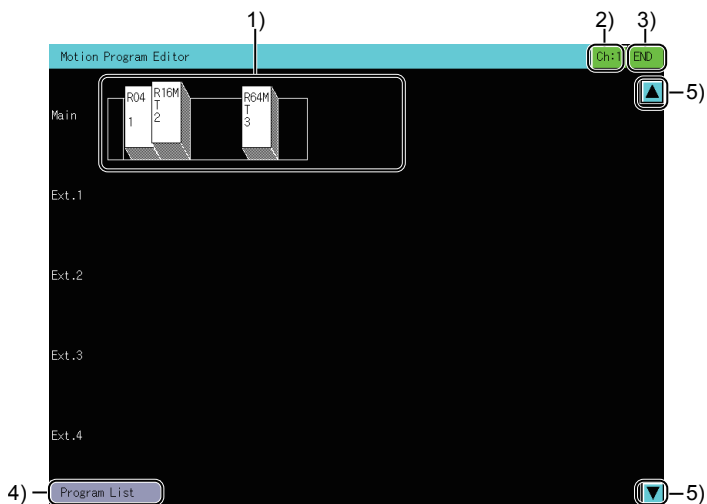 1)
2)
3)
Motion Program Editor
Ch:1
END
5)
Main
R04
1
R16M
T
2
R64M
T
3
Ext.1
Ext.2
Ext.3
Ext.4
4)
Program List
5)